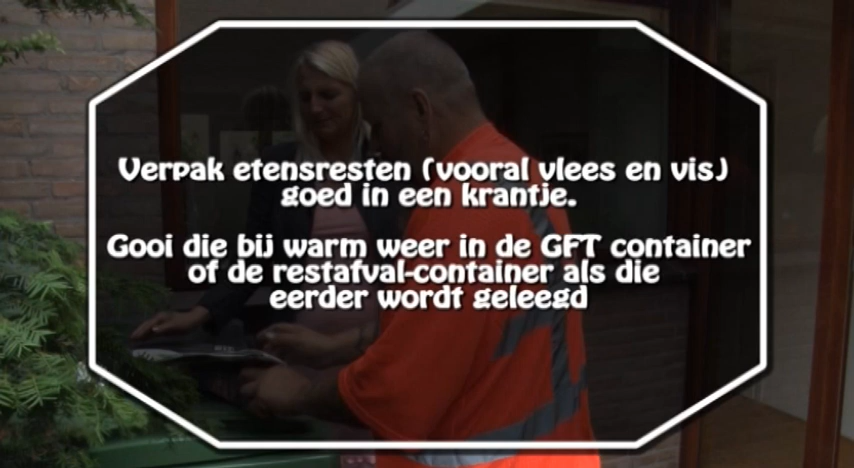 Verpak etensresten (vooral vlees en vis)
goed in een krantje.
Gooi die bij warm weer in de GFT container
of de restafval-container als die
eerder wordt geleegd